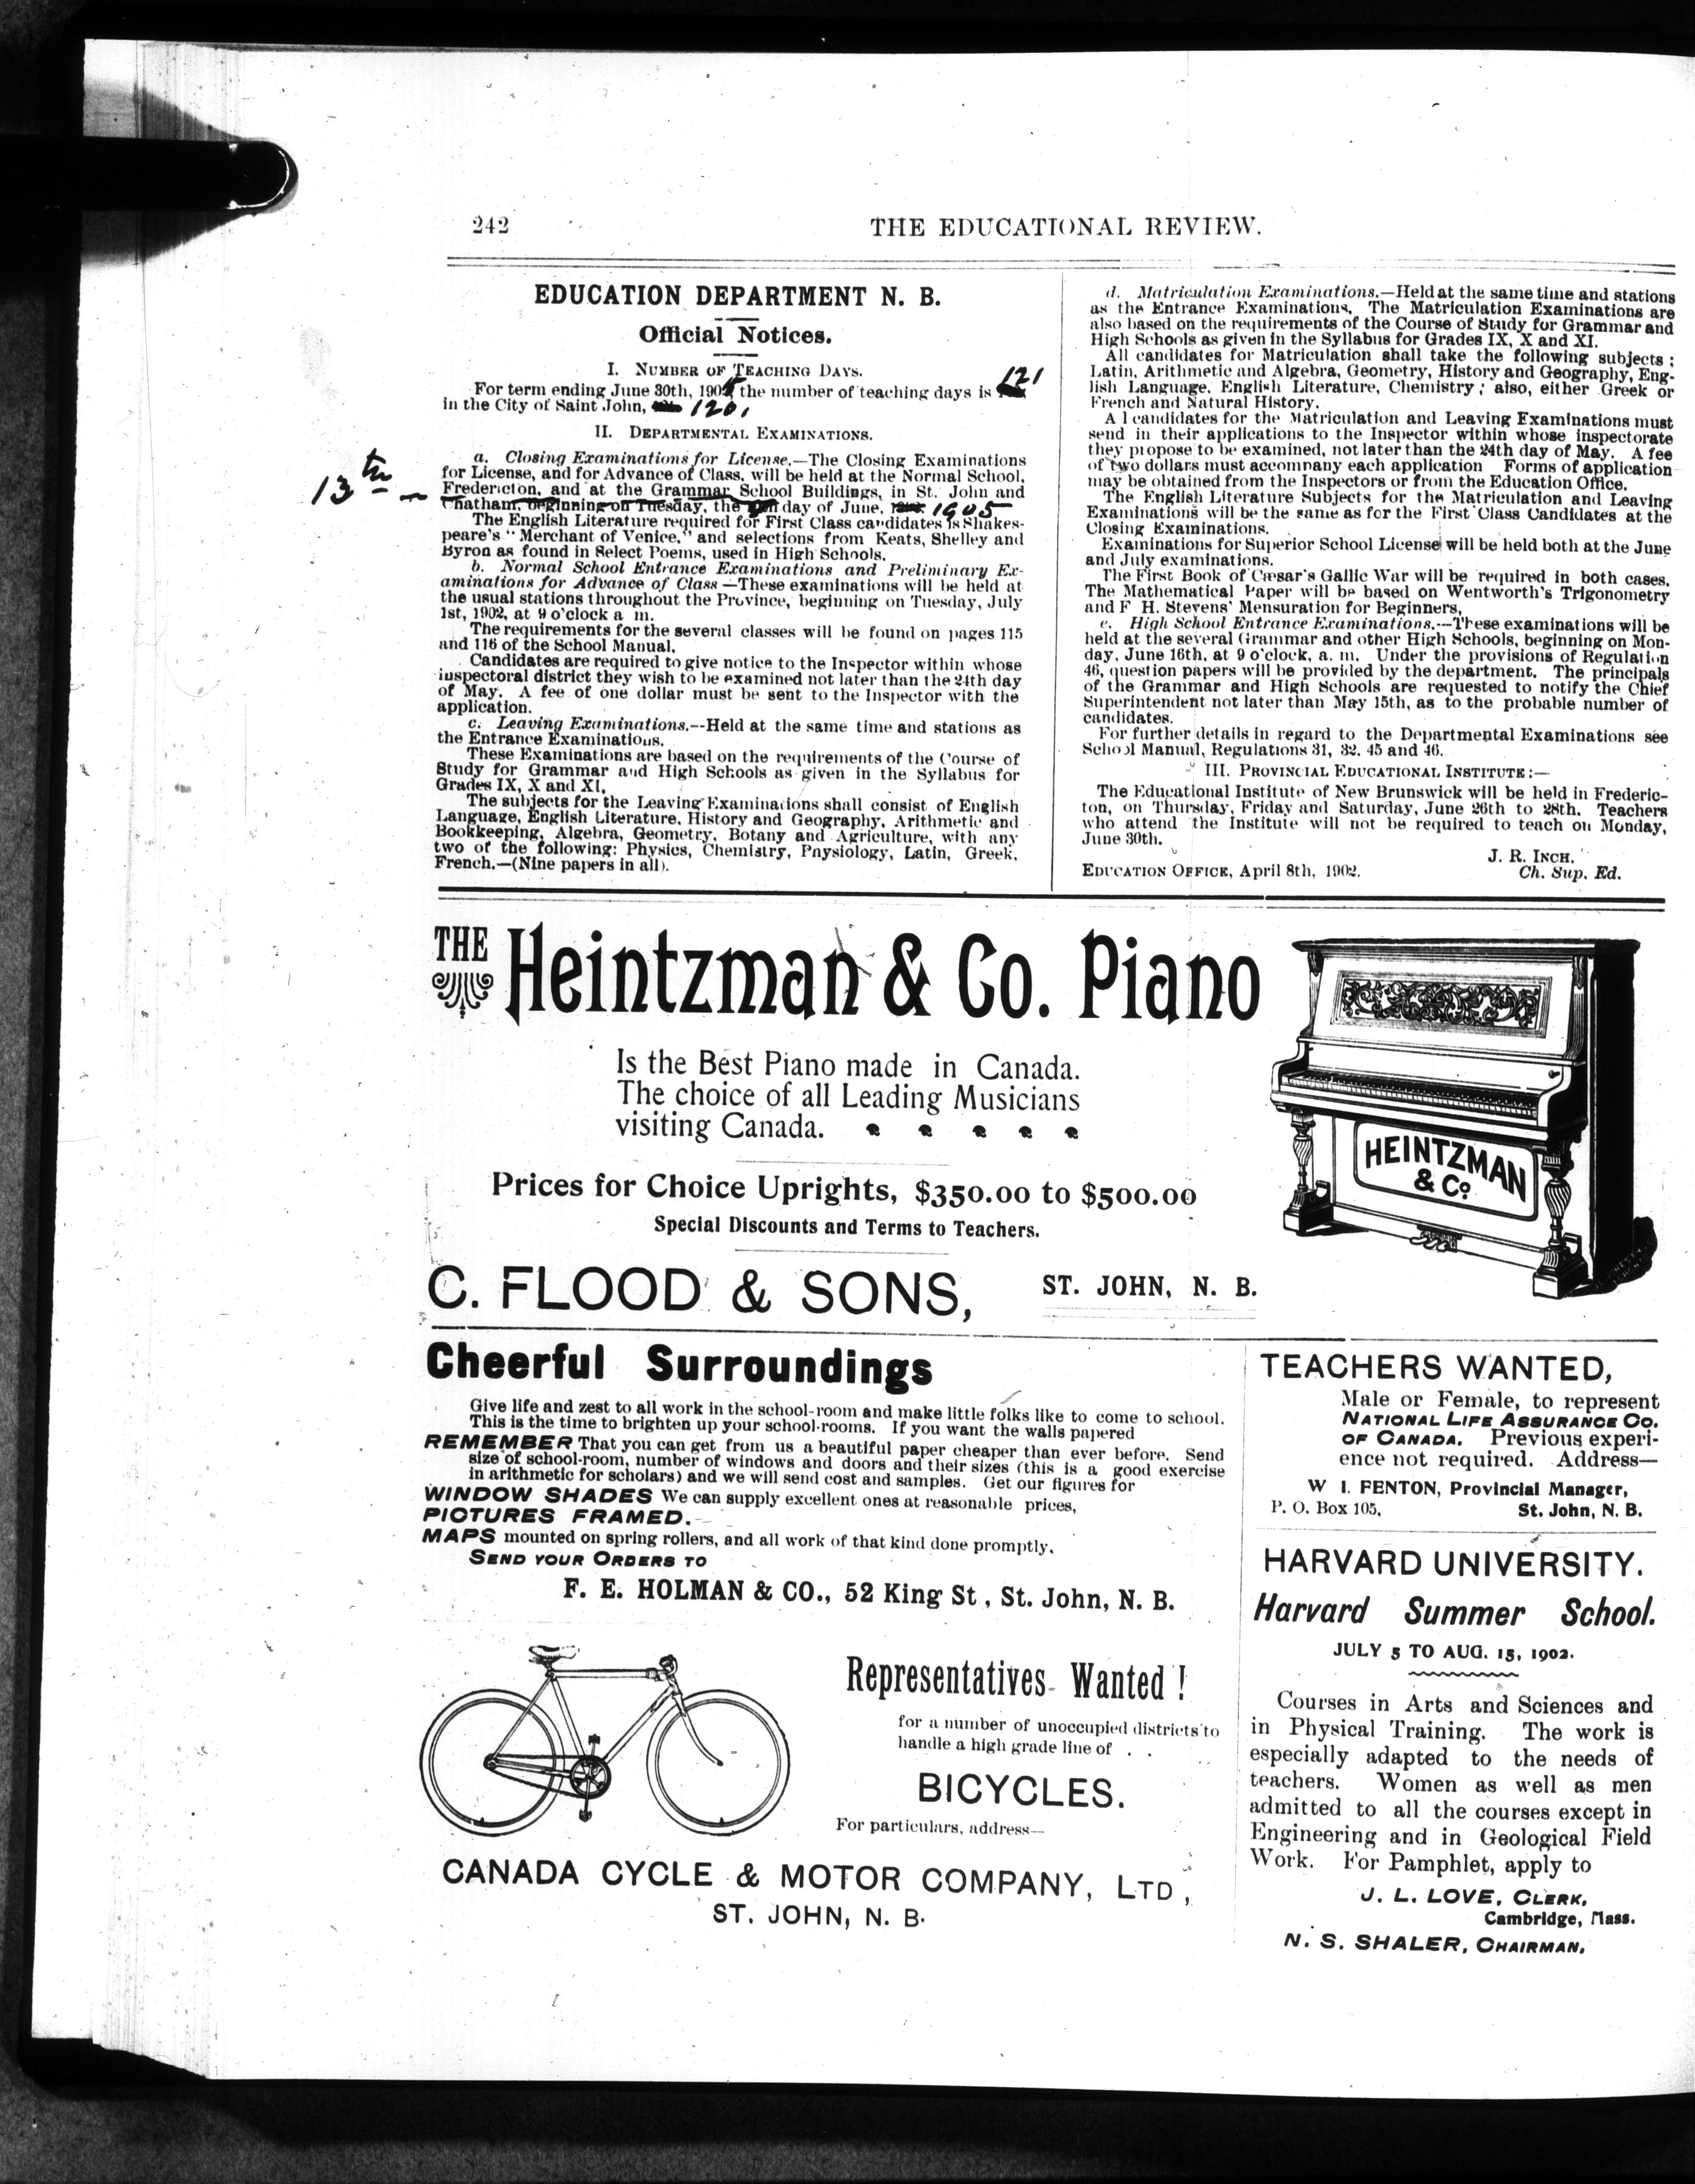 242
THE EDUCATIONAL REVIEW.
EDUCATION DEPARTMENT N. B.
Official Notices.
I. NUMBER OF TEACHING DAYS.
For term ending June 30th, 1905 the number of teaching days is 121
in the City of Saint John, 120,
II. DEPARTMENTAL EXAMINATIONS.
a. Closing Examinations for License.—The Closing Examinations
for License, and for Advance of Class, will be held at the Normal School,
13th
Fredericton, and at the Grammar School Buildings, in St. John and
Chatham, beginning on Tuesday, the day of June, 1905
The English Literature required for First Class candidates is Shakes-
peare's "Merchant of Venice," and selections from Keats, Shelley and
Byron as found in Select Poems, used in High Schools.
b. Normal School Entrance Examinations and Preliminary Ex-
aminations for Advance of Class—These examinations will be held at
the usual stations throughout the Province, beginning on Tuesday, July
1st, 1902, at 9 o'clock a m.
The requirements for the several classes will be found on pages 115
and 116 of the School Manual.
Candidates are required to give notice to the Inspector within whose
inspectoral district they wish to be examined not later than the 24th day
of May. A fee of one dollar must be sent to the Inspector with the
application.
c. Leaving Examinations.--Held at the same time and stations as
the Entrance Examinations.
These Examinations are based on the requirements of the Course of
Study for Grammar and High Schools as given in the Syllabus for
Grades IX, X and XI.
The subjects for the Leaving Examinations shall consist of English
Language, English Literature, History and Geography, Arithmetic and
Bookkeeping, Algebra, Geometry, Botany and Agriculture, with any
two of the following: Physics, Chemistry, Pnysiology, Latin, Greek,
French.—(Nine papers in all).
d. Matriculation Examinations.—Held at the same time and stations
as the Entrance Examinations. The Matriculation Examinations are
also based on the requirements of the Course of Study for Grammar and
High Schools as given in the Syllabus for Grades IX, X and XI.
All candidates for Matriculation shall take the following subjects:
Latin, Arithmetic and Algebra, Geometry, History and Geography, Eng-
lish Language, English Literature, Chemistry; also, either Greek or
French and Natural History.
A l candidates for the Matriculation and Leaving Examinations must
send in their applications to the Inspector within whose inspectorate
they propose to be examined, not later than the 24th day of May. A fee
of two dollars must accompany each application Forms of application
may be obtained from the Inspectors or from the Education Office.
The English Literature Subjects for the Matriculation and Leaving
Examinations will be the same as for the First Class Candidates at the
Closing Examinations.
Examinations for Superior School License will be held both at the June
and July examinations.
The First Book of Cæsar's Gallic War will be required in both cases.
The Mathematical Paper will be based on Wentworth's Trigonometry
and F H. Stevens' Mensuration for Beginners,
e. High School Entrance Examinations.---These examinations will be
held at the several Grammar and other High Schools, beginning on Mon-
day, June 16th, at 9 o'clock, a. m. Under the provisions of Regulation
46, question papers will be provided by the department. The principals
of the Grammar and High Schools are requested to notify the Chief
Superintendent not later than May 15th, as to the probable number of
candidates.
For further details in regard to the Departmental Examinations see
School Manual, Regulations 31, 32, 45 and 46.
III. PROVINCIAL EDUCATIONAL INSTITUTE:—
The Educational Institute of New Brunswick will be held in Frederic-
ton, on Thursday, Friday and Saturday, June 26th to 28th. Teachers
who attend the Institute will not be required to teach on Monday,
June 30th.
J. R. INCH.
Ch. Sup. Ed.
EDUCATION OFFICE, April 8th, 1902.
THE Heintzman & Co. Piano
Is the Best Piano made in Canada.
The choice of all Leading Musicians
visiting Canada.
Prices for Choice Uprights, $350.00 to $500.00
Special Discounts and Terms to Teachers.
C. FLOOD & SONS, ST. JOHN, N. B.
HEINTZMAN
& Co
Cheerful Surroundings
Give life and zest to all work in the school-room and make little folks like to come to school.
This is the time to brighten up your school-rooms. If you want the walls papered
REMEMBER That you can get from us a beautiful paper cheaper than ever before. Send
size of school-room, number of windows and doors and their sizes (this is a good exercise
in arithmetic for scholars) and we will send cost and samples. Get our figures for
WINDOW SHADES We can supply excellent ones at reasonable prices,
PICTURES FRAMED.
MAPS mounted on spring rollers, and all work of that kind done promptly.
SEND YOUR ORDERS TO
F. E. HOLMAN & CO., 52 King St, St. John, N. B.
Representatives Wanted!
for a number of unoccupied districts to
handle a high grade line of . .
BICYCLES.
For particulars, address—
CANADA CYCLE & MOTOR COMPANY, LTD,
ST. JOHN, N. B.
TEACHERS WANTED,
Male or Female, to represent
NATIONAL LIFE ASSURANCE CO.
OF CANADA. Previous experi-
ence not required. Address—
W I. FENTON, Provincial Manager,
P. O. Box 105. St. John, N. B.
HARVARD UNIVERSITY.
Harvard Summer School.
JULY 5 TO AUG. 15, 1902.
Courses in Arts and Sciences and
in Physical Training. The work is
especially adapted to the needs of
teachers. Women as well as men
admitted to all the courses except in
Engineering and in Geological Field
Work. For Pamphlet, apply to
J. L. LOVE, CLERK,
Cambridge, Mass.
N. S. SHALER, CHAIRMAN,